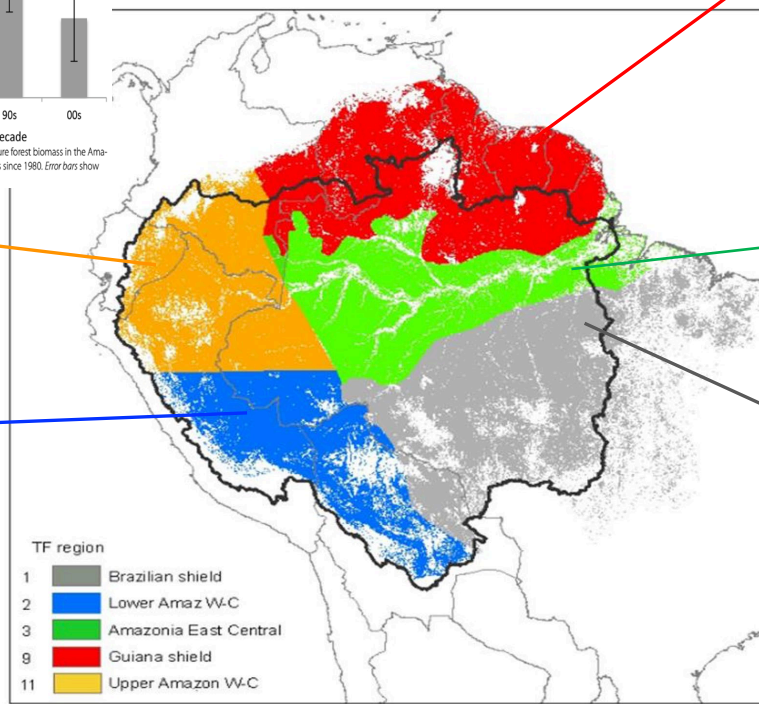 90s 00s
ecade
ure forest biomass in the Ama-
s since 1980. Error bars show
TF region
1 Brizilian shield
2 Lower Amaz W-C
3 Amazonia East Central
9 Guiana shield
11 Upper Amazon W-C